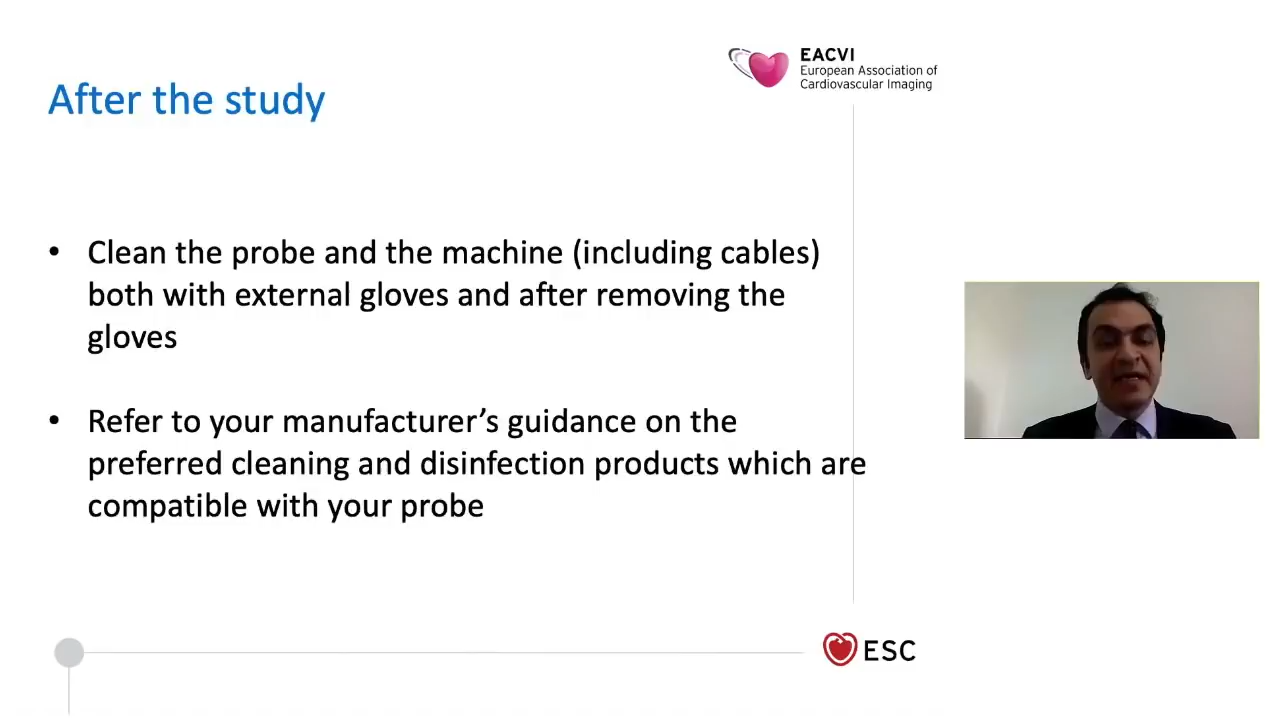 EACVI
European Association of
Cardiovascular Imaging
After the study
• Clean the probe and the machine (including cables)
both with external gloves and after removing the
gloves
• Refer to your manufacturer’s guidance on the
preferred cleaning and disinfection products which are
compatible with your probe
ESC